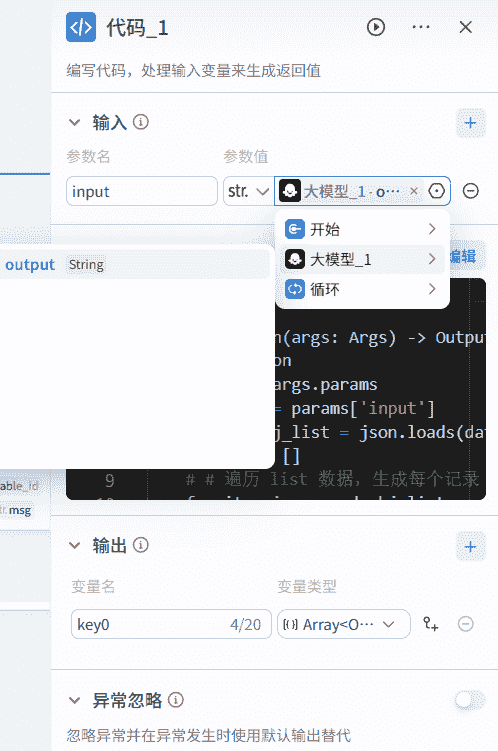 代码_1
编写代码，处理输入变量来生成返回值
输入
参数名 参数值
input str. 大模型_1 - o···
开始
大模型_1
循环
output String
编辑
(args: Args) -> Outpu
on
args.params
= params['input']
j_list = json.loads(da
[]
9 # # 遍历 list 数据，生成每个记录
able_id
r.msg
输出
变量名 变量类型
key0 4/20 Array<O···
异常忽略
忽略异常并在异常发生时使用默认输出替代